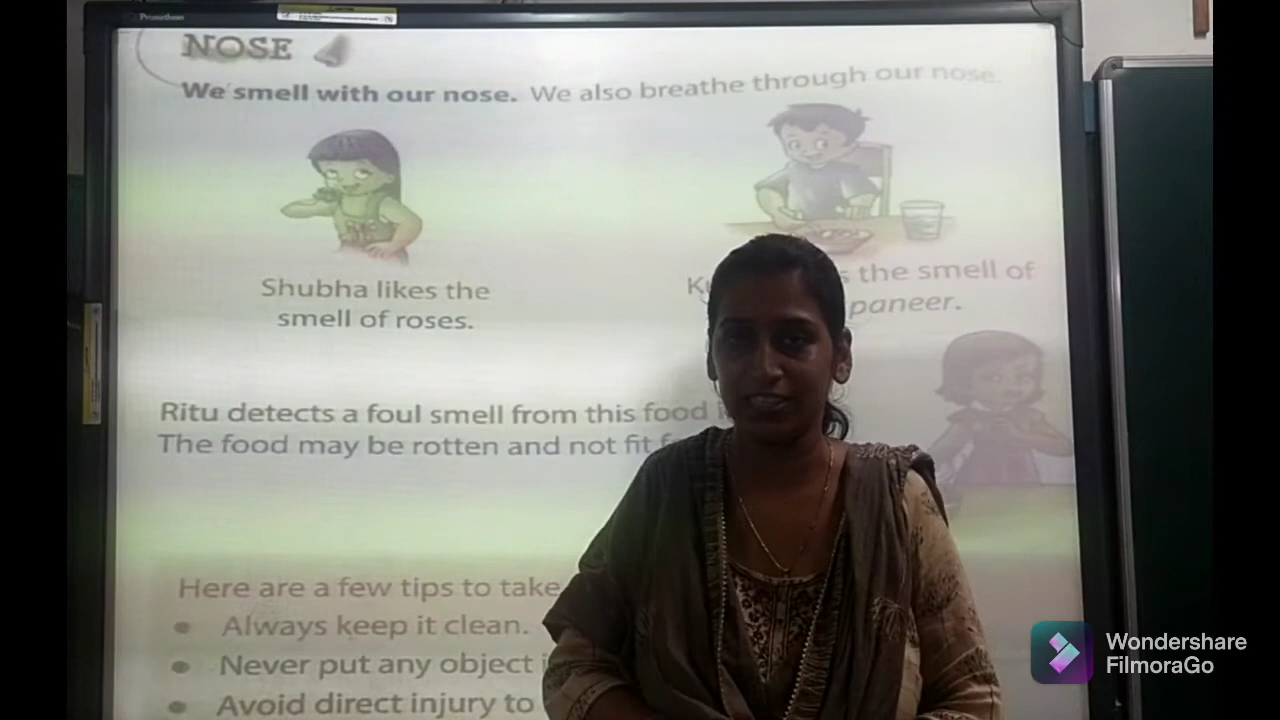 Promethean
NOSE
We smell with our nose. We also breathe through our nose.
Shubha likes the
smell of roses.
the smell of
paneer.
Ritu detects a foul smell from this food
The food may be rotten and not fit
Here are a few tips to take
• Always keep it clean.
• Never put any object
• Avoid direct injury to
Wondershare
FilmoraGo